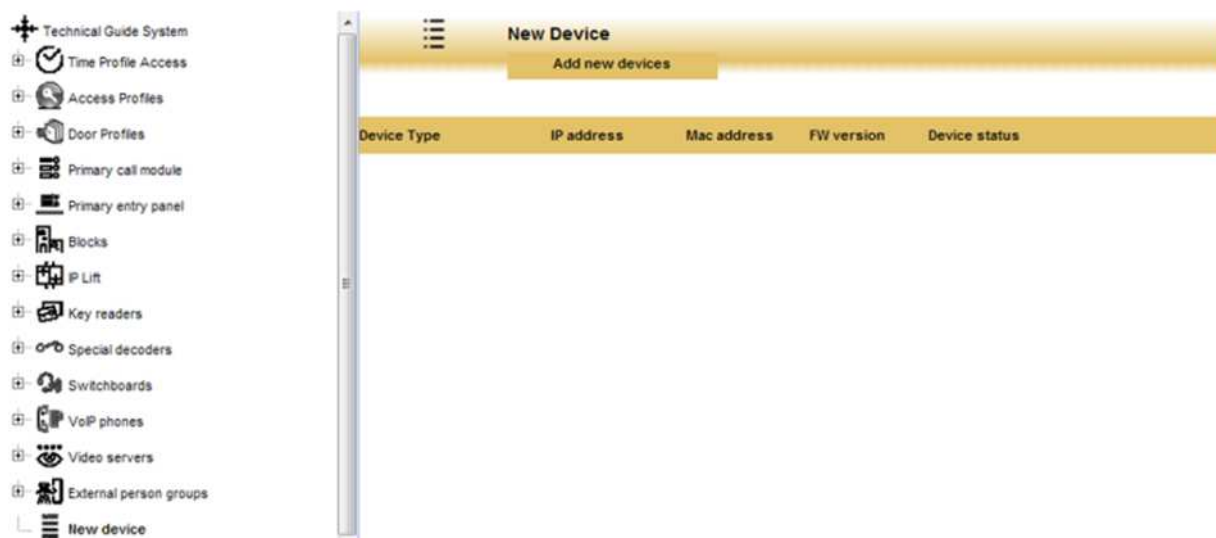 Technical Guide System
Time Profile Access
Access Profiles
Door Profiles
Primary call module
Primary entry panel
Blocks
IP Lift
Key readers
Special decoders
Switchboards
VoIP phones
Video servers
External person groups
New device
New Device
Add new devices
Device Type IP address Mac address FW version Device status